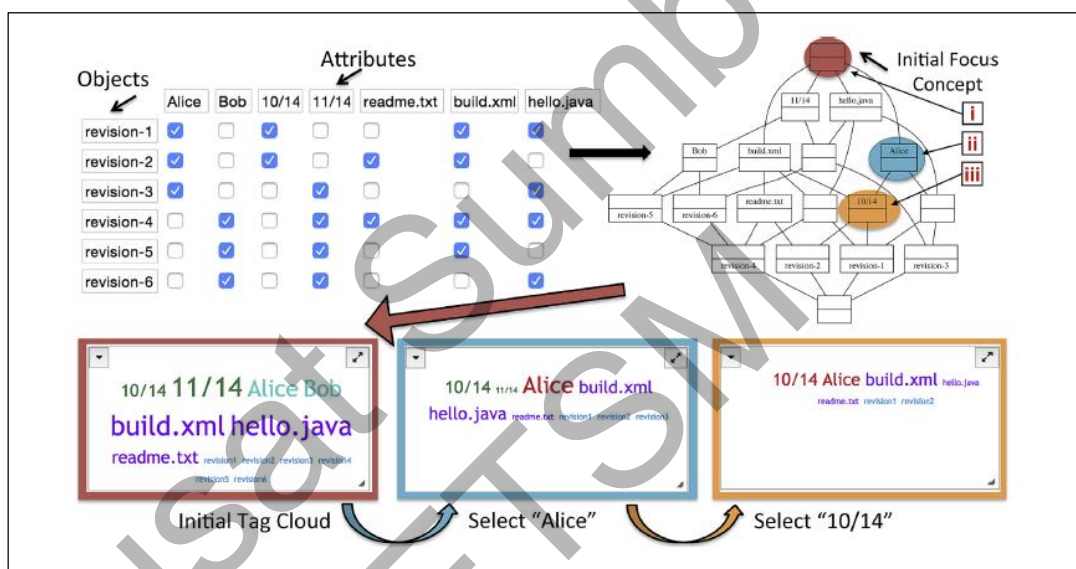 Attributes
Objects
Alice Bob 10/14 11/14 readme.txt build.xml hello.java
revision-1
revision-2
revision-3
revision-4
revision-5
revision-6
Initial Focus
Concept
i
ii
iii
11/14 hello.java
Bob build.xml Alice
revision-5 revision-6 readme.txt 10/14
revision-4 revision-2 revision-1 revision-3
10/14 11/14 Alice Bob
build.xml hello.java
readme.txt revision1 revision2 revision3 revision4
revision5 revision6
10/14 11/14 Alice build.xml
hello.java readme.txt revision1 revision2 revision3
10/14 Alice build.xml hello.java
readme.txt revision1 revision2
Initial Tag Cloud
Select "Alice"
Select "10/14"